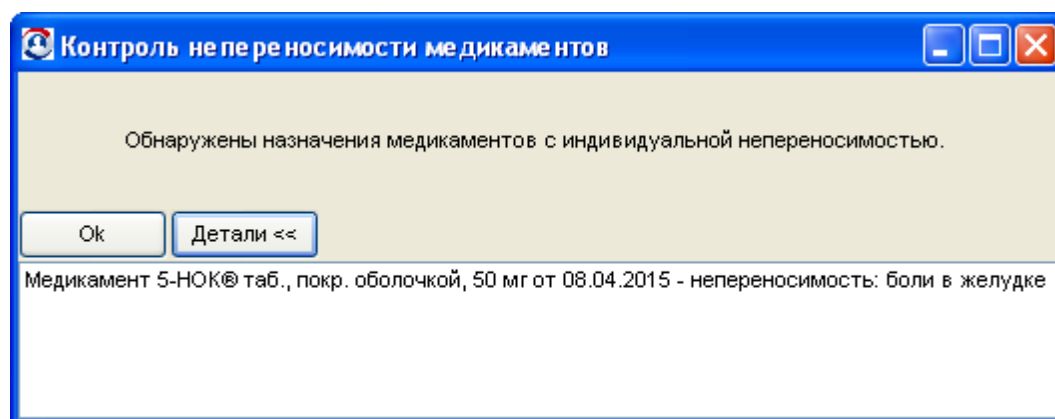 Контроль непереносимости медикаментов
Обнаружены назначения медикаментов с индивидуальной непереносимостью.
Ok Детали <<
Медикамент 5-НОК® таб., покр. оболочкой, 50 мг от 08.04.2015 - непереносимость: боли в желудке